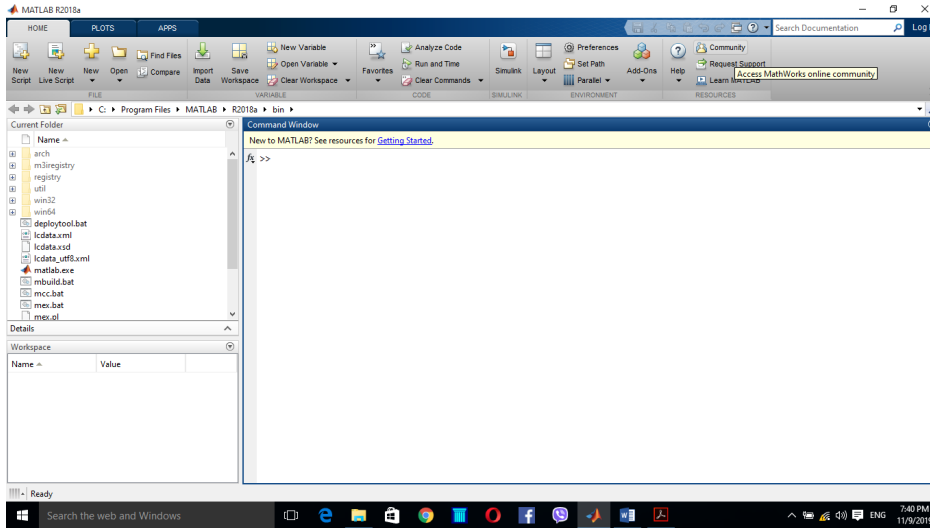 MATLAB R2018a
HOME PLOTS APPS Search Documentation Log
New Script New Live Script New Open Find Files Compare Import Data Save Workspace New Variable Open Variable Clear Workspace Favorites Analyze Code Run and Time Clear Commands Simulink Layout Preferences Set Path Parallel Add-Ons Help Community Request Support Learn MATLAB
Access MathWorks online community
FILE VARIABLE CODE SIMULINK ENVIRONMENT RESOURCES
C: Program Files MATLAB R2018a bin
Current Folder
Name
arch
m3iregistry
registry
util
win32
win64
deploytool.bat
lcdata.xml
lcdata.xsd
lcdata_utf8.xml
matlab.exe
mbuild.bat
mcc.bat
mex.bat
mex.pl
Details
Workspace
Name Value
Command Window
New to MATLAB? See resources for Getting Started.
fx >>
Ready
Search the web and Windows
ENG
7:40 PM
11/9/201